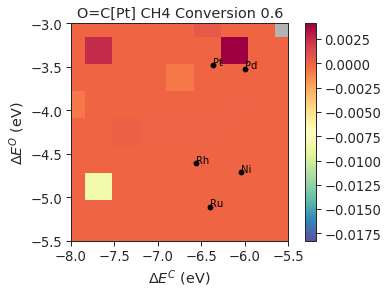 O=C[Pt] CH4 Conversion 0.6
−3.0
−3.5
−4.0
−4.5
−5.0
−5.5
ΔE^O (eV)
Pt
Pd
Rh
Ni
Ru
−8.0 −7.5 −7.0 −6.5 −6.0 −5.5
ΔE^C (eV)
0.0025
0.0000
−0.0025
−0.0050
−0.0075
−0.0100
−0.0125
−0.0150
−0.0175